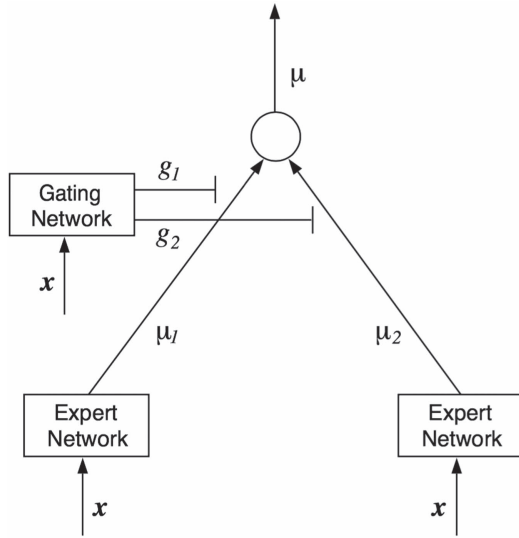 μ
g1
Gating
Network
g2
x
μ1
μ2
Expert
Network
Expert
Network
x
x